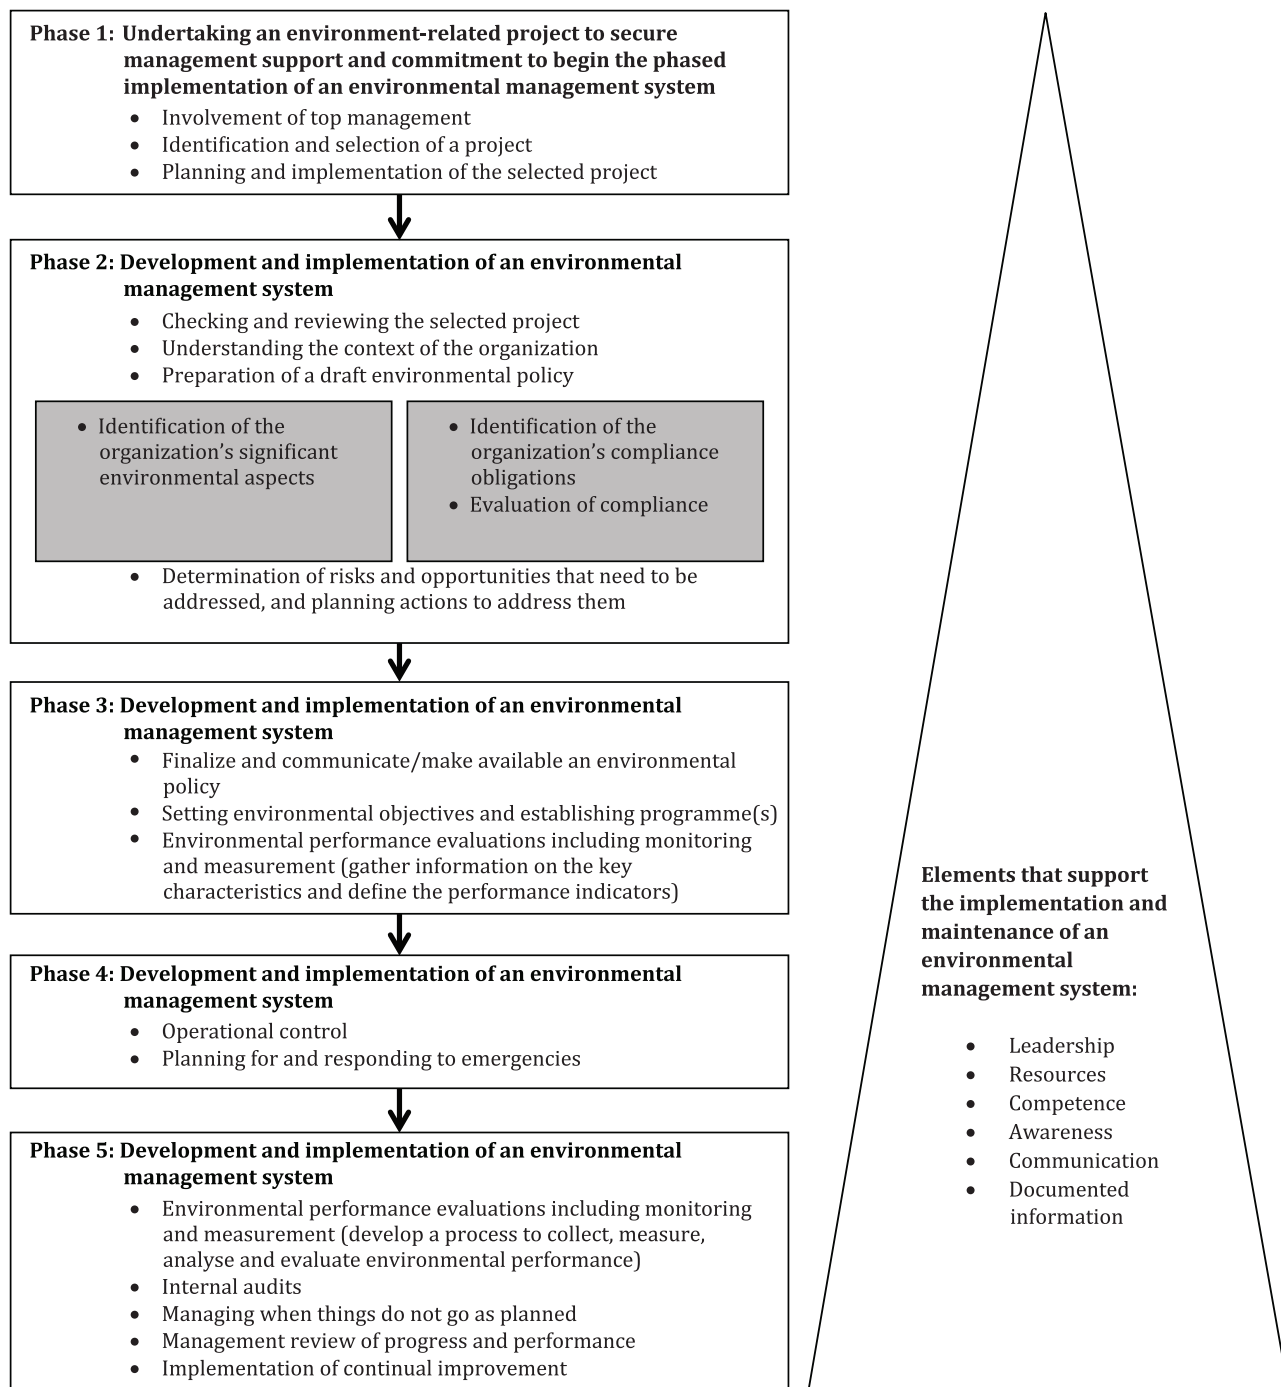 Phase 1: Undertaking an environment-related project to secure
management support and commitment to begin the phased
implementation of an environmental management system
• Involvement of top management
• Identification and selection of a project
• Planning and implementation of the selected project
Phase 2: Development and implementation of an environmental
management system
• Checking and reviewing the selected project
• Understanding the context of the organization
• Preparation of a draft environmental policy
• Identification of the
organization’s significant
environmental aspects
• Identification of the
organization’s compliance
obligations
• Evaluation of compliance
• Determination of risks and opportunities that need to be
addressed, and planning actions to address them
Phase 3: Development and implementation of an environmental
management system
• Finalize and communicate/make available an environmental
policy
• Setting environmental objectives and establishing programme(s)
• Environmental performance evaluations including monitoring
and measurement (gather information on the key
characteristics and define the performance indicators)
Phase 4: Development and implementation of an environmental
management system
• Operational control
• Planning for and responding to emergencies
Phase 5: Development and implementation of an environmental
management system
• Environmental performance evaluations including monitoring
and measurement (develop a process to collect, measure,
analyse and evaluate environmental performance)
• Internal audits
• Managing when things do not go as planned
• Management review of progress and performance
• Implementation of continual improvement
Elements that support
the implementation and
maintenance of an
environmental
management system:
• Leadership
• Resources
• Competence
• Awareness
• Communication
• Documented
information